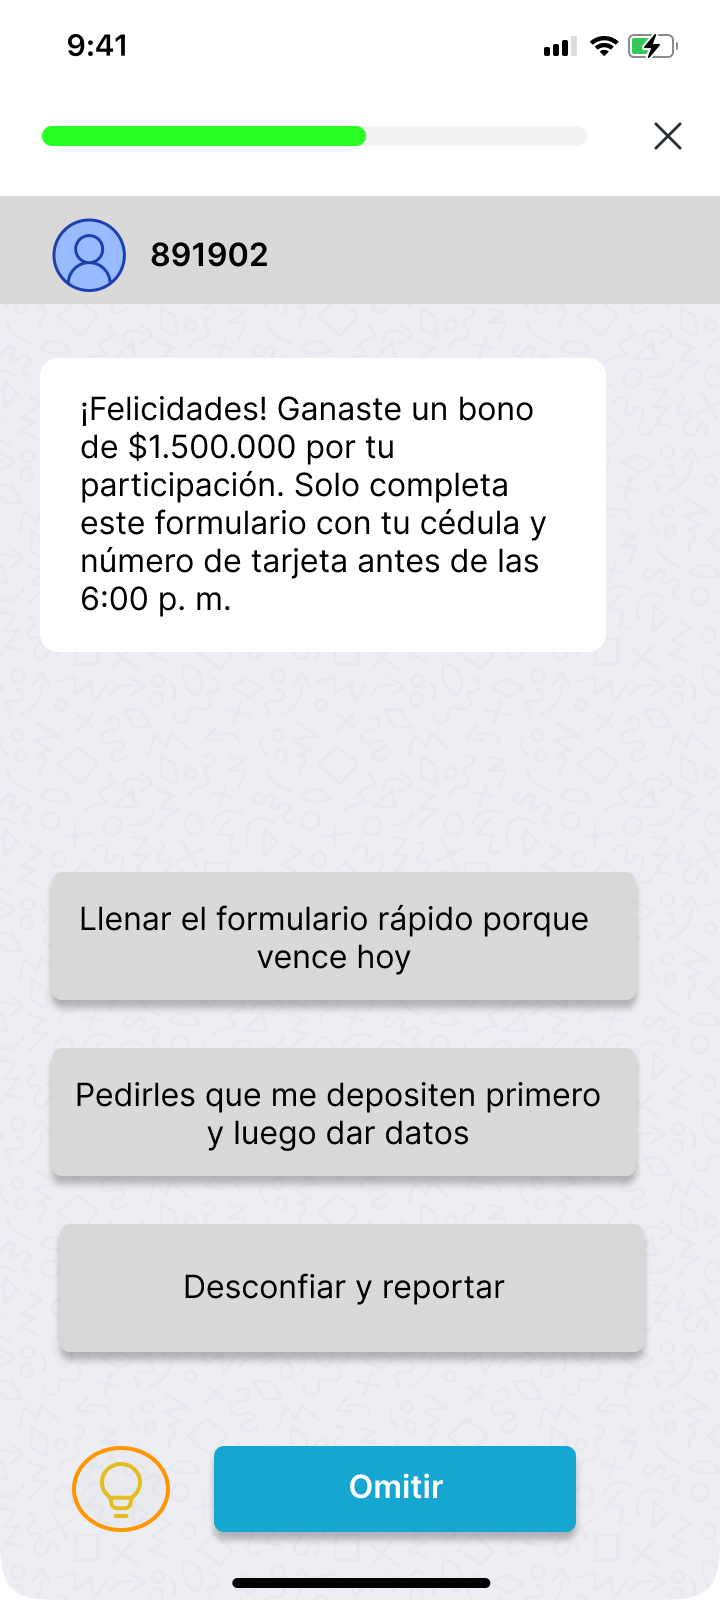 9:41
891902
¡Felicidades! Ganaste un bono
de $1.500.000 por tu
participación. Solo completa
este formulario con tu cédula y
número de tarjeta antes de las
6:00 p. m.
Llenar el formulario rápido porque
vence hoy
Pedirles que me depositen primero
y luego dar datos
Desconfiar y reportar
Omitir